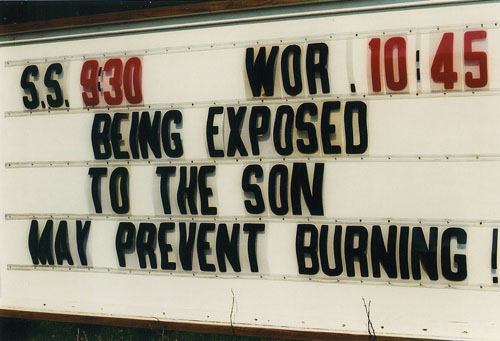 S.S. 9:30 WOR. 10:45
BEING EXPOSED
TO THE SON
MAY PREVENT BURNING!